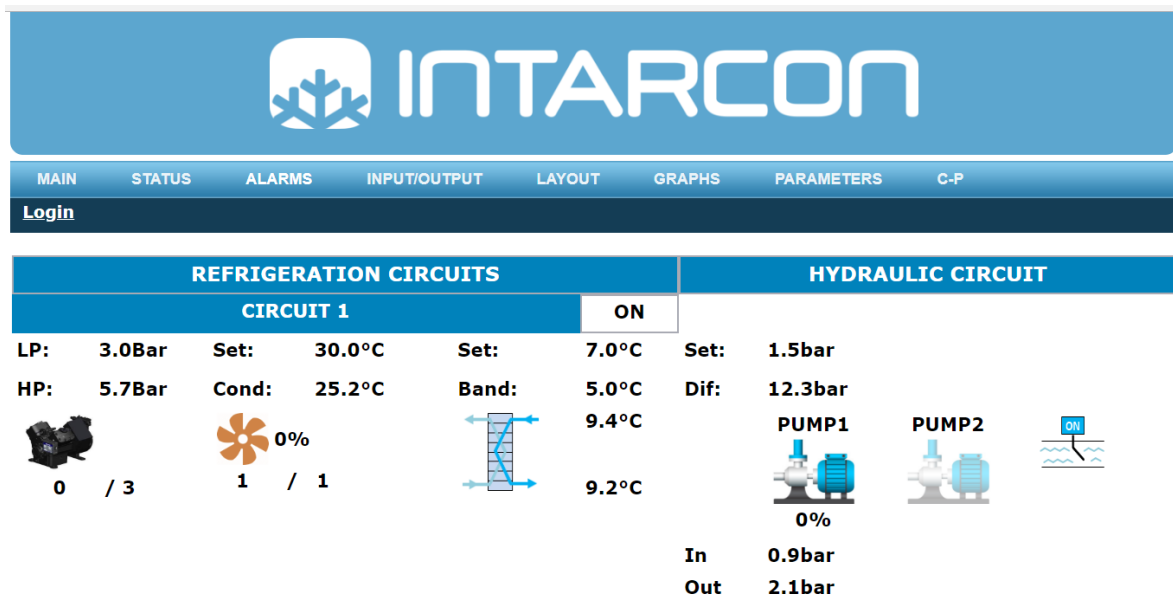 INTARCON
MAIN STATUS ALARMS INPUT/OUTPUT LAYOUT GRAPHS PARAMETERS C-P
Login
REFRIGERATION CIRCUITS HYDRAULIC CIRCUIT
CIRCUIT 1 ON
LP: 3.0Bar Set: 30.0°C Set: 7.0°C Set: 1.5bar
HP: 5.7Bar Cond: 25.2°C Band: 5.0°C Dif: 12.3bar
9.4°C PUMP1 PUMP2 ON
0%
0 / 3 1 / 1 9.2°C
0%
In 0.9bar
Out 2.1bar